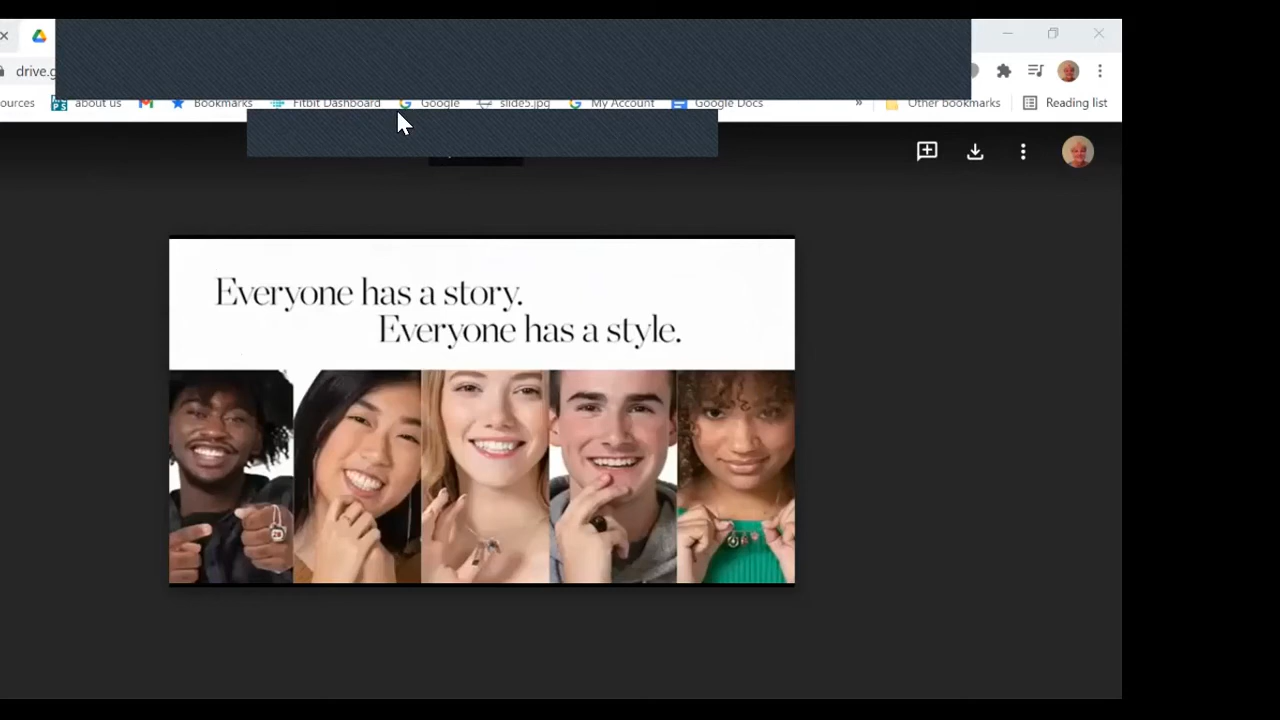 drive.g
ources
about us
Bookmarks
Fitbit Dashboard
Google
slide5.jpg
My Account
Google Docs
»
Other bookmarks
Reading list
Everyone has a story.
Everyone has a style.